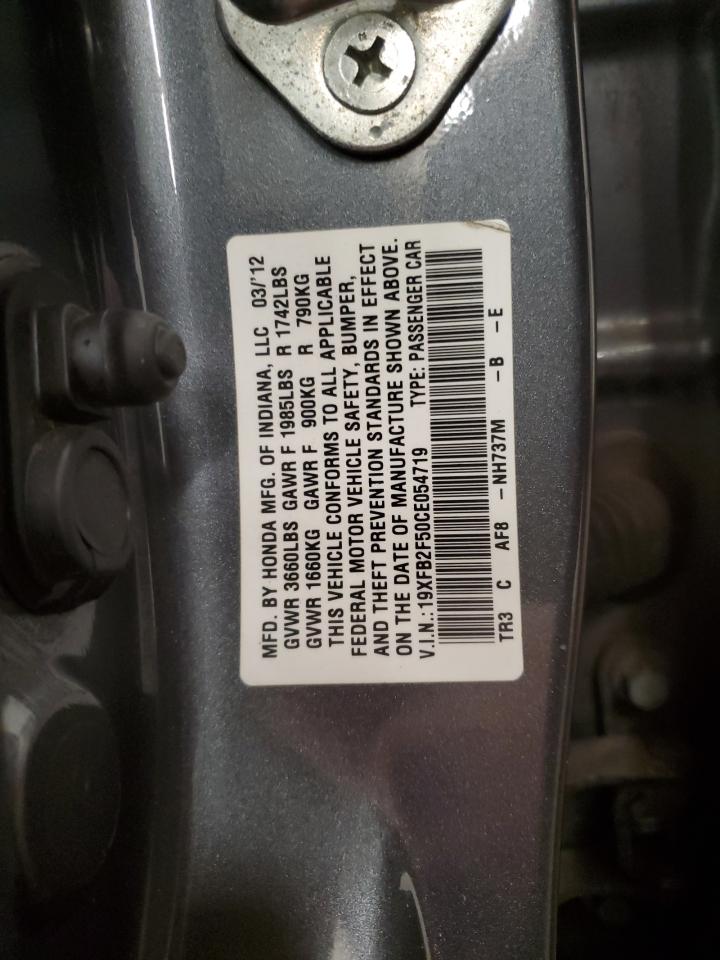 MFD. BY HONDA MFG. OF INDIANA, LLC 03/'12
GVWR 3660LBS GAWR F 1985LBS R 1742LBS
GVWR 1660KG GAWR F 900KG R 790KG
THIS VEHICLE CONFORMS TO ALL APPLICABLE
FEDERAL MOTOR VEHICLE SAFETY, BUMPER,
AND THEFT PREVENTION STANDARDS IN EFFECT
ON THE DATE OF MANUFACTURE SHOWN ABOVE.
V.I.N.: 19XFB2F50CE054719 TYPE: PASSENGER CAR
TR3 C AF8 -NH737M -B -E